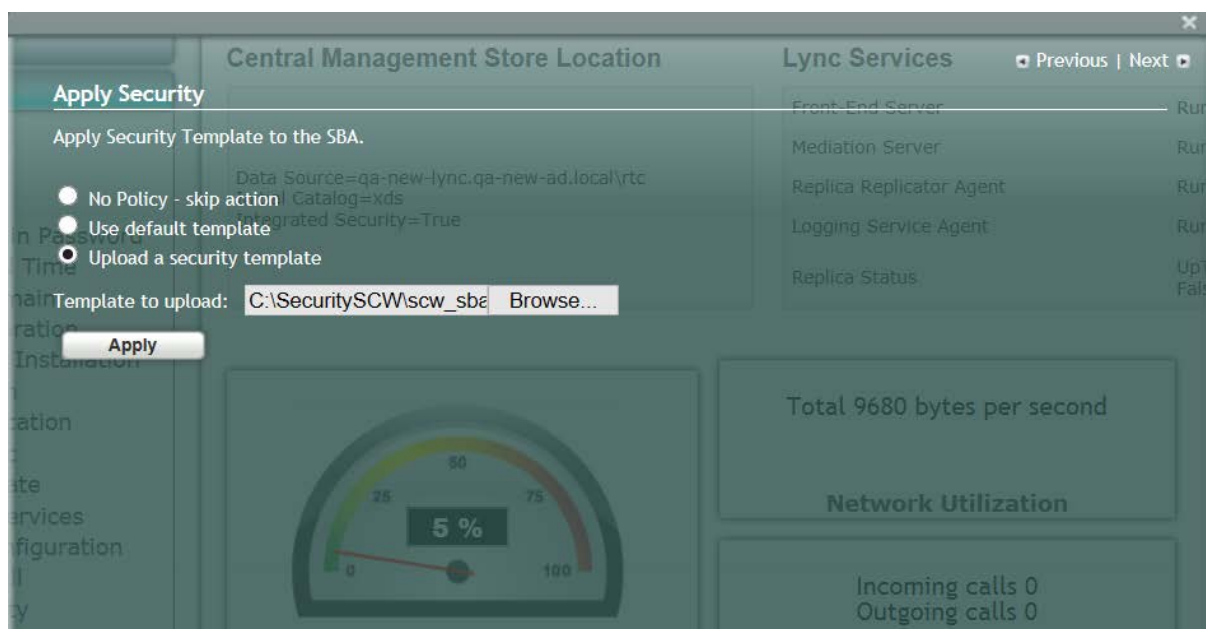 Central Management Store Location
Lync Services
Previous | Next
Apply Security
Front-End Server
Apply Security Template to the SBA.
Mediation Server
Data Source=qa-new-lync.qa-new-ad.local\rtc
Replica Replicator Agent
No Policy - skip action
Catalog=xds
Use default template
Integrated Security=True
Logging Service Agent
Password
Upload a security template
Time
Replica Status
Template to upload: C:\SecuritySCW\scw_sba Browse...
Apply
Installation
Total 9680 bytes per second
50
25 75
5 %
Network Utilization
0 100
Incoming calls 0
Outgoing calls 0